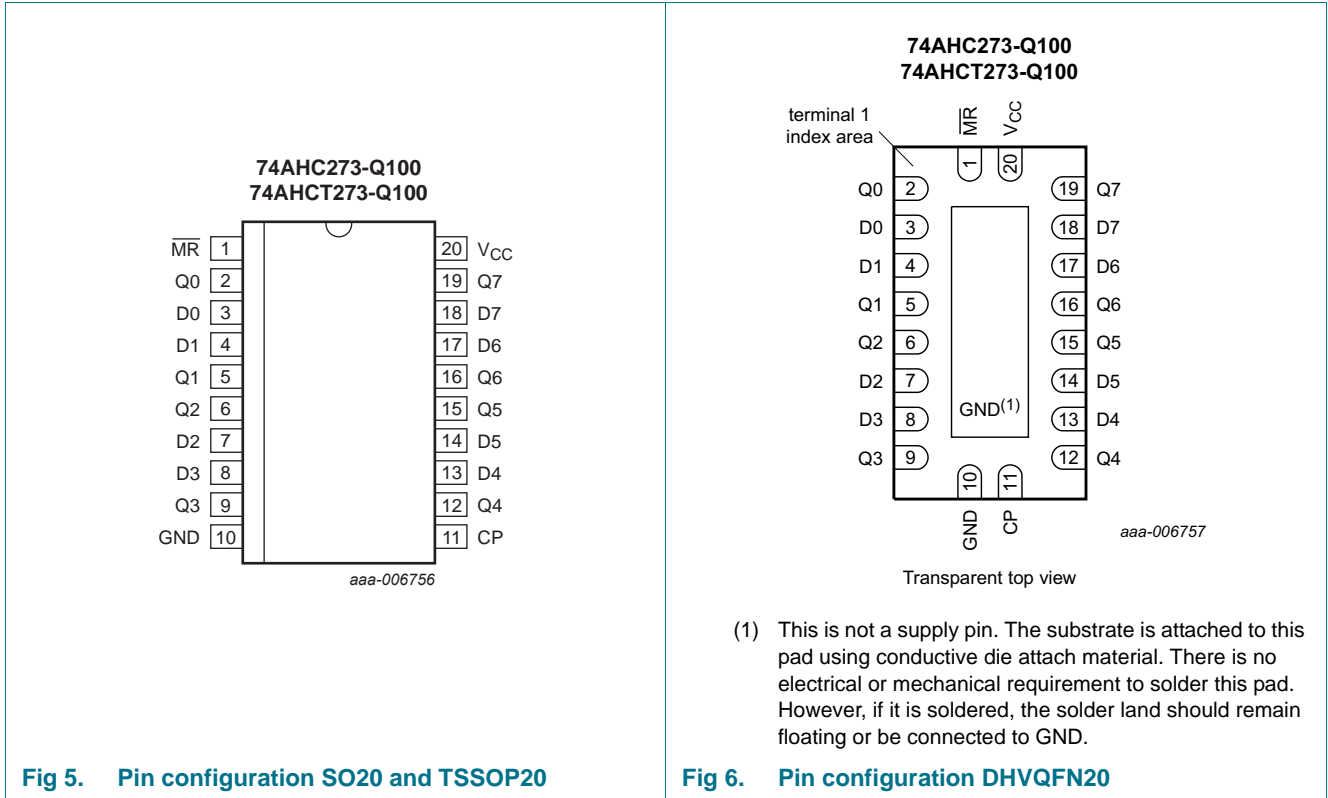 74AHC273-Q100
74AHCT273-Q100
MR 1
Q0 2
D0 3
D1 4
Q1 5
Q2 6
D2 7
D3 8
Q3 9
GND 10
20 VCC
19 Q7
18 D7
17 D6
16 Q6
15 Q5
14 D5
13 D4
12 Q4
11 CP
aaa-006756
Fig 5. Pin configuration SO20 and TSSOP20
74AHC273-Q100
74AHCT273-Q100
terminal 1
index area
MR
VCC
1
20
Q0 2
D0 3
D1 4
Q1 5
Q2 6
D2 7
D3 8
Q3 9
19 Q7
18 D7
17 D6
16 Q6
15 Q5
14 D5
13 D4
12 Q4
GND(1)
10
11
GND
CP
aaa-006757
Transparent top view
(1) This is not a supply pin. The substrate is attached to this
pad using conductive die attach material. There is no
electrical or mechanical requirement to solder this pad.
However, if it is soldered, the solder land should remain
floating or be connected to GND.
Fig 6. Pin configuration DHVQFN20